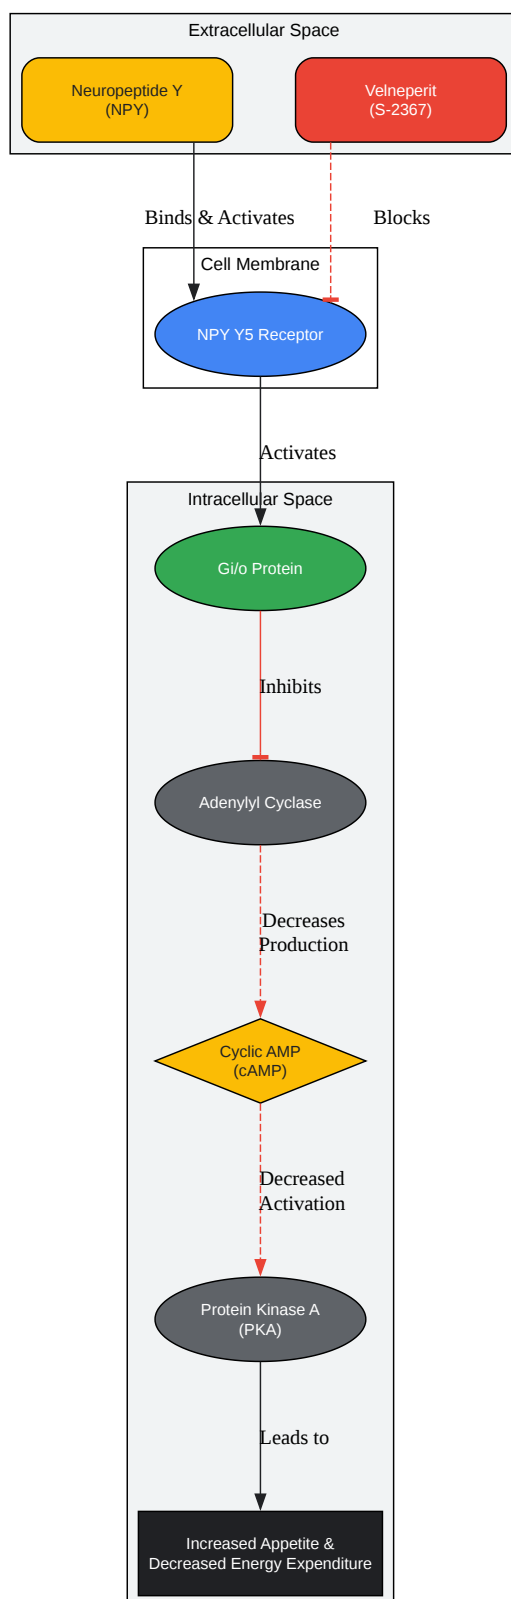 Extracellular Space
Neuropeptide Y
(NPY)
Velneperit
(S-2367)
Binds & Activates
Blocks
Cell Membrane
NPY Y5 Receptor
Activates
Intracellular Space
Gi/o Protein
Inhibits
Adenylyl Cyclase
Decreases
Production
Cyclic AMP
(cAMP)
Decreased
Activation
Protein Kinase A
(PKA)
Leads to
Increased Appetite &
Decreased Energy Expenditure